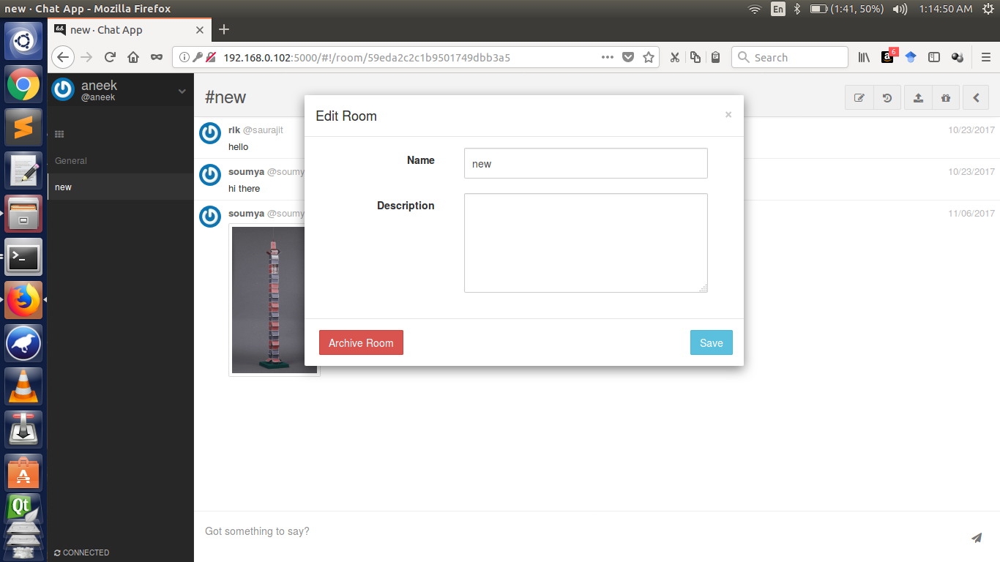 new · Chat App - Mozilla Firefox
En
(1:41, 50%)
1:14:50 AM
new · Chat App
192.168.0.102:5000/#!/room/59eda2c2c1b9501749dbb3a5
Search
6
aneek
@aneek
General
new
CONNECTED
#new
rik @saurajit
10/23/2017
hello
soumya @soumy
10/23/2017
hi there
soumya @soumy
11/06/2017
Edit Room
×
Name
new
Description
Archive Room
Save
Got something to say?
Qt